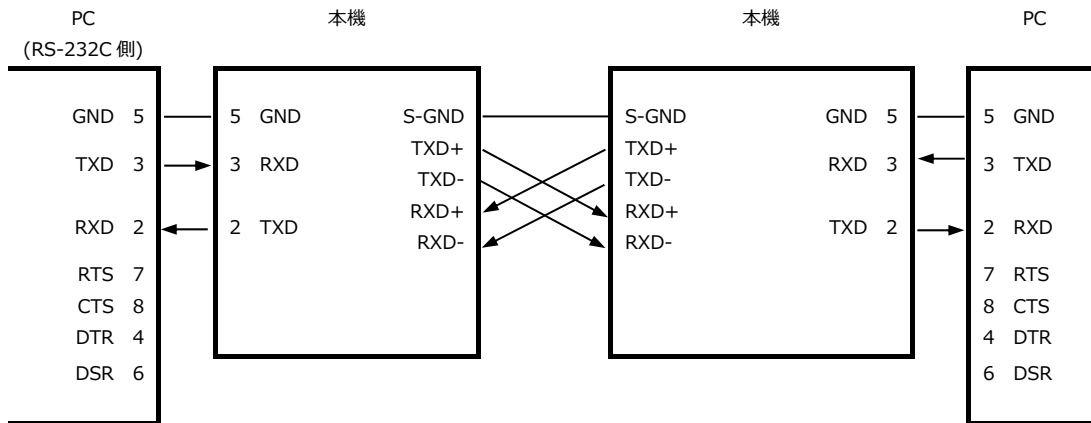 PC 本機 本機 PC
(RS-232C 側)
GND 5 5 GND S-GND S-GND GND 5 5 GND
TXD+ TXD+
TXD 3 3 RXD RXD 3 3 TXD
TXD- TXD-
RXD+ RXD+
RXD 2 2 TXD TXD 2 2 RXD
RXD- RXD-
RTS 7 7 RTS
CTS 8 8 CTS
DTR 4 4 DTR
DSR 6 6 DSR